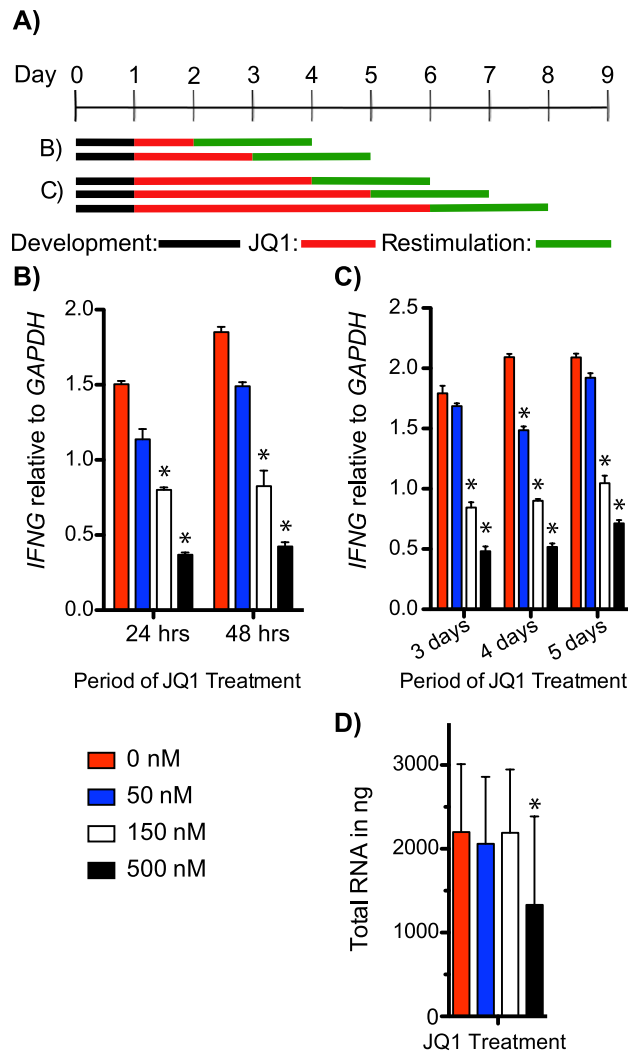 A)
Day 0 1 2 3 4 5 6 7 8 9
B)
C)
Development: JQ1: Restimulation:
B)
IFNG relative to GAPDH
2.0
1.5
1.0
0.5
0.0
* * * *
24 hrs 48 hrs
Period of JQ1 Treatment
C)
IFNG relative to GAPDH
2.5
2.0
1.5
1.0
0.5
0.0
* * * * * * *
3 days 4 days 5 days
Period of JQ1 Treatment
0 nM
50 nM
150 nM
500 nM
D)
Total RNA in ng
3000
2000
1000
0
*
JQ1 Treatment